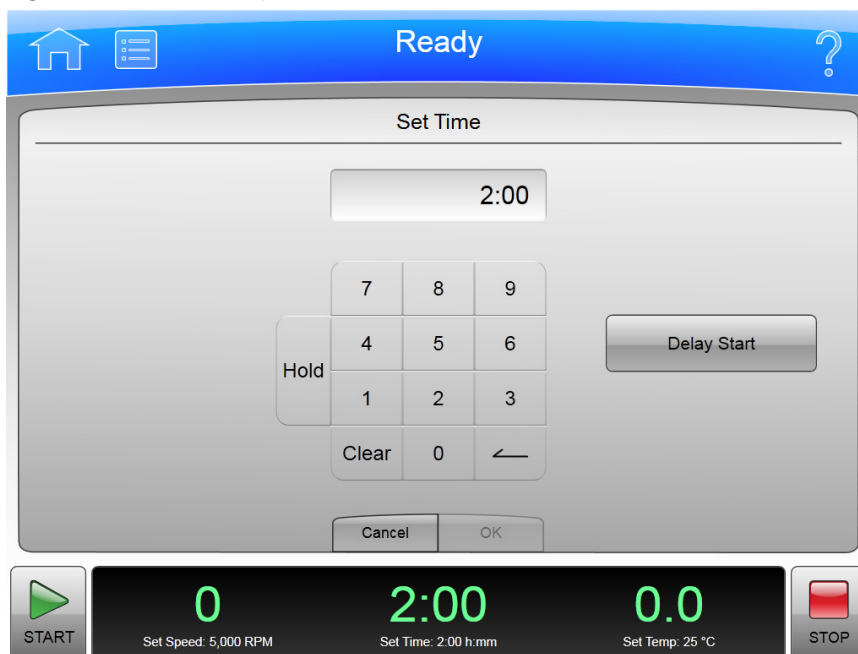 Ready
?
Set Time
2:00
7 8 9
4 5 6
Hold
1 2 3
Clear 0
Delay Start
Cancel OK
START
0
Set Speed: 5,000 RPM
2:00
Set Time: 2:00 h:mm
0.0
Set Temp: 25 °C
STOP